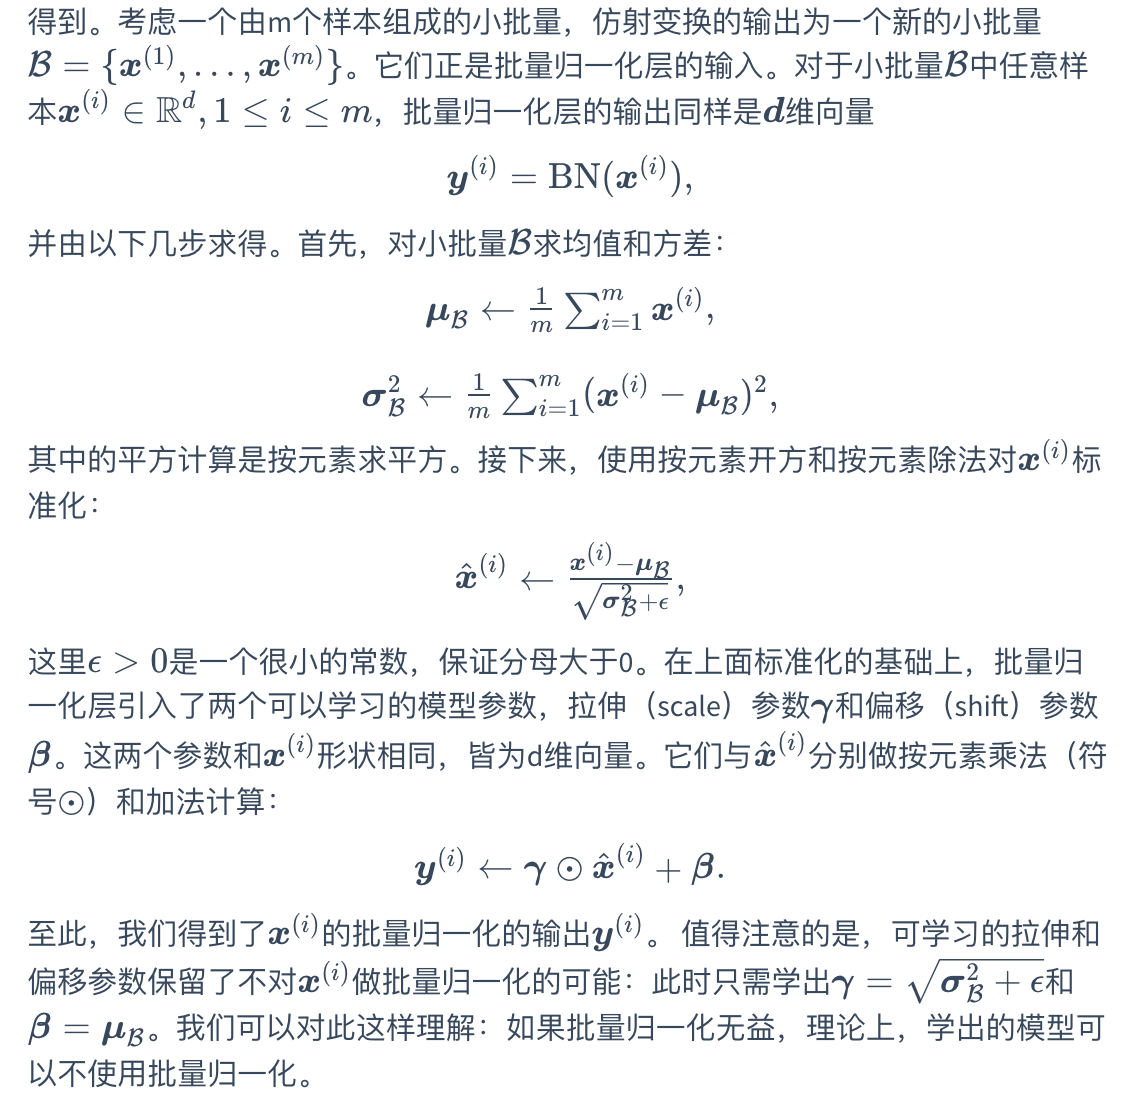 得到。考虑一个由m个样本组成的小批量，仿射变换的输出为一个新的小批量
$\mathcal{B} = \{\boldsymbol{x}^{(1)}, \ldots, \boldsymbol{x}^{(m)}\}$。它们正是批量归一化层的输入。对于小批量$\mathcal{B}$中任意样
本$\boldsymbol{x}^{(i)} \in \mathbb{R}^d, 1 \leq i \leq m$，批量归一化层的输出同样是$\boldsymbol{d}$维向量
$\boldsymbol{y}^{(i)} = \text{BN}(\boldsymbol{x}^{(i)}),$
并由以下几步求得。首先，对小批量$\mathcal{B}$求均值和方差：
$\boldsymbol{\mu}_\mathcal{B} \leftarrow \frac{1}{m} \sum_{i=1}^{m} \boldsymbol{x}^{(i)},$
$\boldsymbol{\sigma}_\mathcal{B}^2 \leftarrow \frac{1}{m} \sum_{i=1}^{m} (\boldsymbol{x}^{(i)} - \boldsymbol{\mu}_\mathcal{B})^2,$
其中的平方计算是按元素求平方。接下来，使用按元素开方和按元素除法对$\boldsymbol{x}^{(i)}$标
准化：
$\hat{\boldsymbol{x}}^{(i)} \leftarrow \frac{\boldsymbol{x}^{(i)} - \boldsymbol{\mu}_\mathcal{B}}{\sqrt{\boldsymbol{\sigma}_\mathcal{B}^2 + \epsilon}},$
这里$\epsilon > 0$是一个很小的常数，保证分母大于0。在上面标准化的基础上，批量归
一化层引入了两个可以学习的模型参数，拉伸（scale）参数$\boldsymbol{\gamma}$和偏移（shift）参数
$\boldsymbol{\beta}$。这两个参数和$\boldsymbol{x}^{(i)}$形状相同，皆为d维向量。它们与$\hat{\boldsymbol{x}}^{(i)}$分别做按元素乘法（符
号$\odot$）和加法计算：
$\boldsymbol{y}^{(i)} \leftarrow \boldsymbol{\gamma} \odot \hat{\boldsymbol{x}}^{(i)} + \boldsymbol{\beta}.$
至此，我们得到了$\boldsymbol{x}^{(i)}$的批量归一化的输出$\boldsymbol{y}^{(i)}$。 值得注意的是，可学习的拉伸和
偏移参数保留了不对$\boldsymbol{x}^{(i)}$做批量归一化的可能：此时只需学出$\boldsymbol{\gamma} = \sqrt{\boldsymbol{\sigma}_\mathcal{B}^2 + \epsilon}$和
$\boldsymbol{\beta} = \boldsymbol{\mu}_\mathcal{B}$。我们可以对此这样理解：如果批量归一化无益，理论上，学出的模型可
以不使用批量归一化。